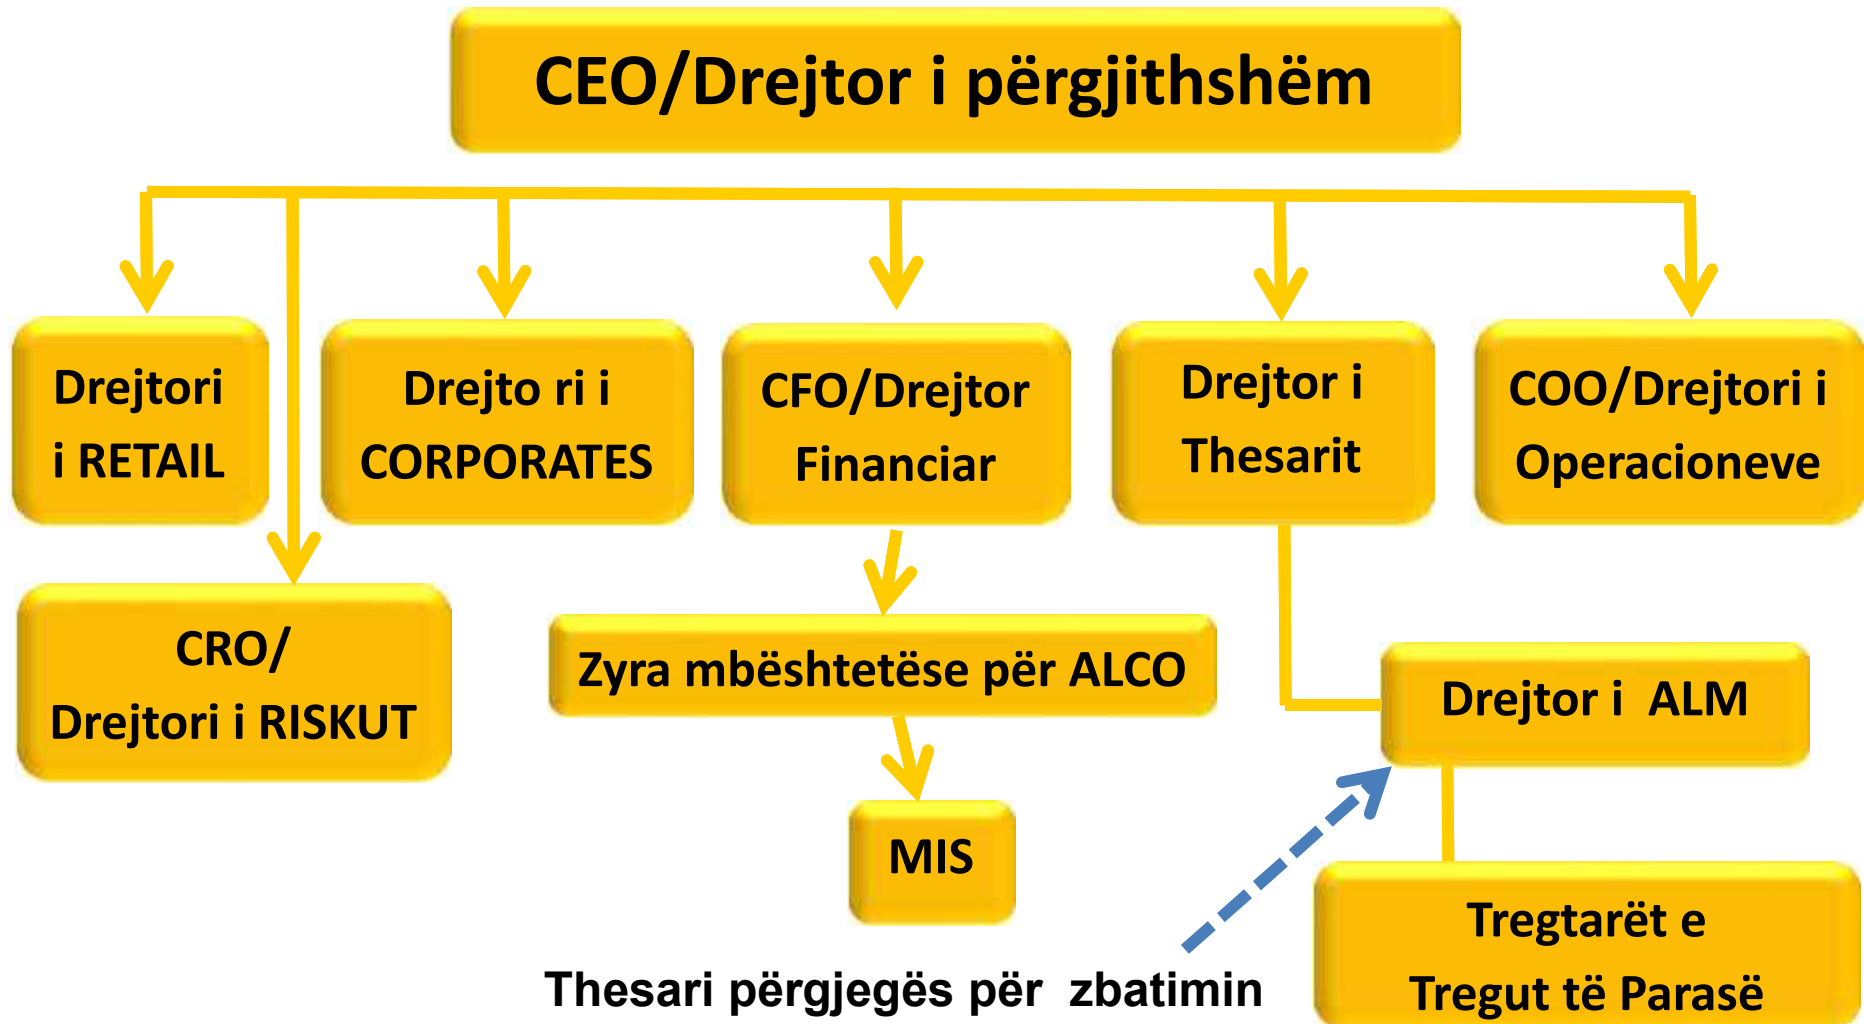 CEO/Drejtor i përgjithshëm
Drejtori
i RETAIL
Drejto ri i
CORPORATES
CFO/Drejtor
Financiar
Drejtor i
Thesarit
COO/Drejtori i
Operacioneve
CRO/
Drejtori i RISKUT
Zyra mbështetëse për ALCO
Drejtor i ALM
MIS
Tregtarët e
Tregut të Parasë
Thesari përgjegës për zbatimin